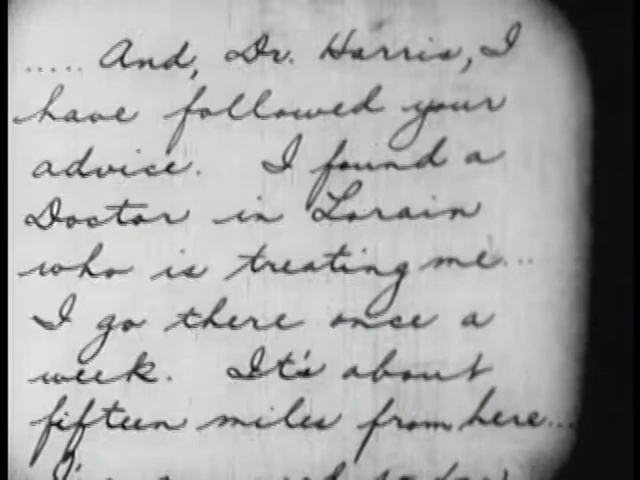 ..... And, Dr. Harris, I
have followed your
advice. I found a
Doctor in Lorain
who is treating me...
I go there once a
week. It's about
fifteen miles from here...